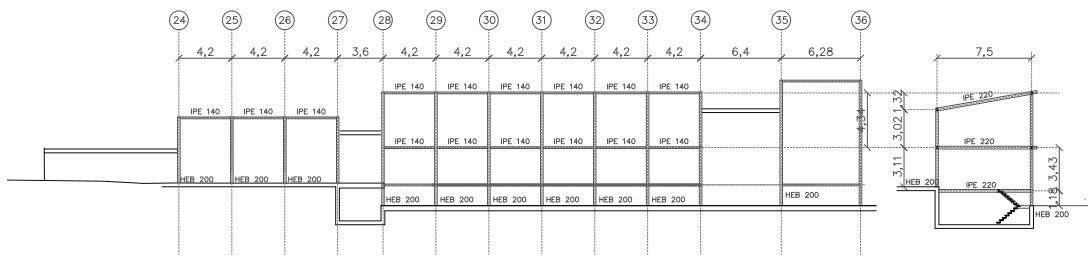 24 25 26 27 28 29 30 31 32 33 34 35 36
4,2 4,2 4,2 3,6 4,2 4,2 4,2 4,2 4,2 4,2 6,4 6,28 7,5
IPE 140 IPE 140 IPE 140 IPE 140 IPE 140 IPE 140 IPE 220 1,32
IPE 140 IPE 140 IPE 140 4,34 3,02
IPE 140 IPE 140 IPE 140 IPE 140 IPE 140 IPE 140 IPE 220
3,11 3,43
HEB 200 HEB 200 HEB 200 HEB 200 IPE 220
HEB 200 HEB 200 HEB 200 HEB 200 HEB 200 HEB 200 HEB 200 1,18
HEB 200